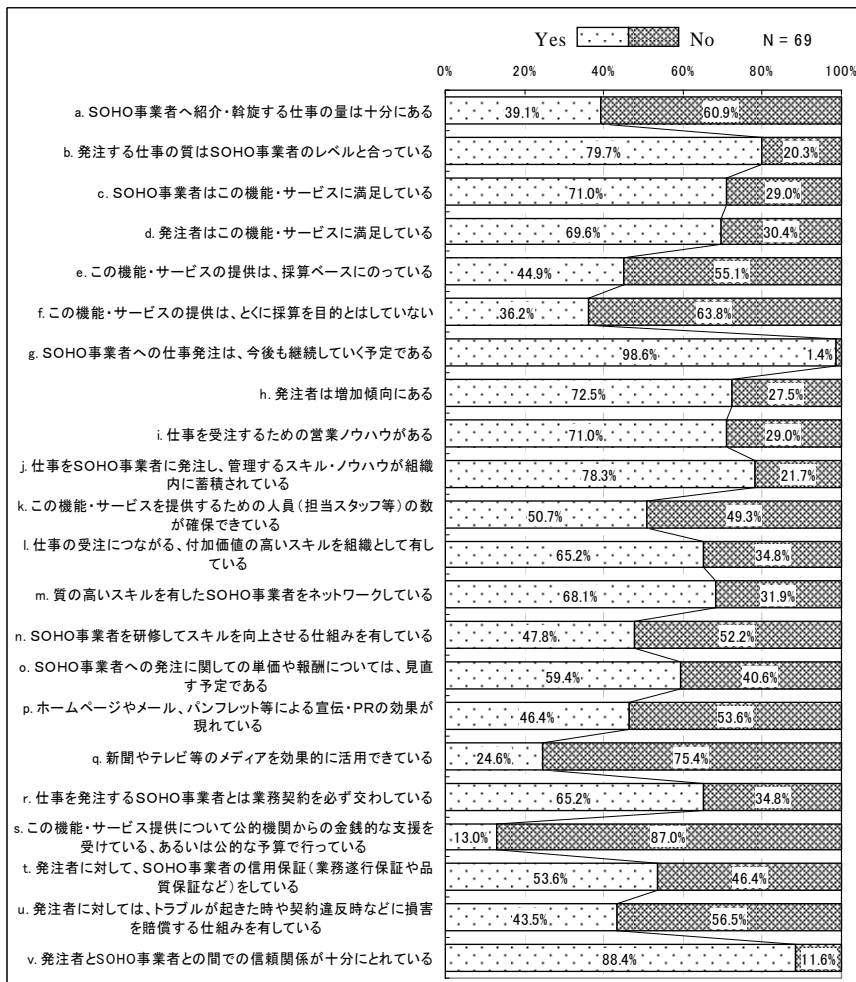 Yes No N = 69
0% 20% 40% 60% 80% 100%
a. SOHO事業者へ紹介・斡旋する仕事の量は十分にある 39.1% 60.9%
b. 発注する仕事の質はSOHO事業者のレベルと合っている 79.7% 20.3%
c. SOHO事業者はこの機能・サービスに満足している 71.0% 29.0%
d. 発注者はこの機能・サービスに満足している 69.6% 30.4%
e. この機能・サービスの提供は、採算ベースにのっている 44.9% 55.1%
f. この機能・サービスの提供は、とくに採算を目的とはしていない 36.2% 63.8%
g. SOHO事業者への仕事発注は、今後も継続していく予定である 98.6% 1.4%
h. 発注者は増加傾向にある 72.5% 27.5%
i. 仕事を受注するための営業ノウハウがある 71.0% 29.0%
j. 仕事をSOHO事業者に発注し、管理するスキル・ノウハウが組織
内に蓄積されている 78.3% 21.7%
k. この機能・サービスを提供するための人員(担当スタッフ等)の数
が確保できている 50.7% 49.3%
l. 仕事の受注につながる、付加価値の高いスキルを組織として有し
ている 65.2% 34.8%
m. 質の高いスキルを有したSOHO事業者をネットワークしている 68.1% 31.9%
n. SOHO事業者を研修してスキルを向上させる仕組みを有している 47.8% 52.2%
o. SOHO事業者への発注に関しての単価や報酬については、見直
す予定である 59.4% 40.6%
p. ホームページやメール、パンフレット等による宣伝・PRの効果が
現れている 46.4% 53.6%
q. 新聞やテレビ等のメディアを効果的に活用できている 24.6% 75.4%
r. 仕事を発注するSOHO事業者とは業務契約を必ず交わしている 65.2% 34.8%
s. この機能・サービス提供について公的機関からの金銭的な支援を
受けている、あるいは公的な予算で行っている 13.0% 87.0%
t. 発注者に対して、SOHO事業者の信用保証(業務遂行保証や品
質保証など)をしている 53.6% 46.4%
u. 発注者に対しては、トラブルが起きた時や契約違反時などに損害
を賠償する仕組みを有している 43.5% 56.5%
v. 発注者とSOHO事業者との間での信頼関係が十分にとれている 88.4% 11.6%